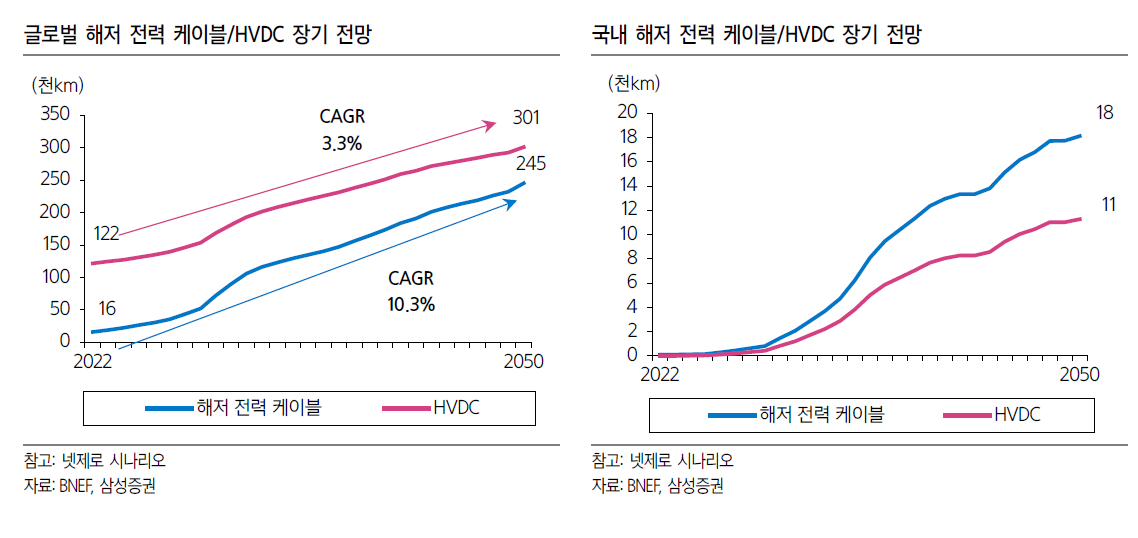 글로벌 해저 전력 케이블/HVDC 장기 전망
(천km)
350
300
250
200
150
100
50
0
CAGR
3.3%
301
245
122
16
CAGR
10.3%
2022
2050
해저 전력 케이블
HVDC
참고: 넷제로 시나리오
자료: BNEF, 삼성증권
국내 해저 전력 케이블/HVDC 장기 전망
(천km)
20
18
16
14
12
10
8
6
4
2
0
18
11
2022
2050
해저 전력 케이블
HVDC
참고: 넷제로 시나리오
자료: BNEF, 삼성증권